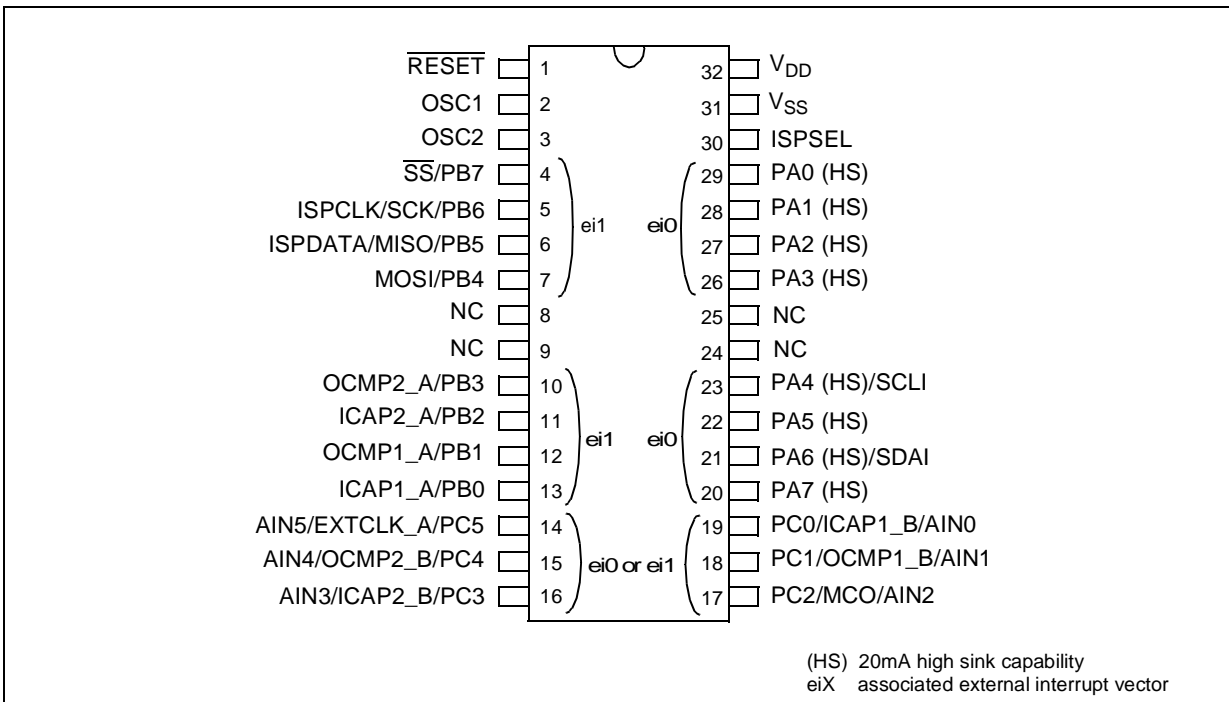 RESET 1 32 VDD
OSC1 2 31 VSS
OSC2 3 30 ISPSEL
SS/PB7 4 29 PA0 (HS)
ISPCLK/SCK/PB6 5 28 PA1 (HS)
ei1 ei0
ISPDATA/MISO/PB5 6 27 PA2 (HS)
MOSI/PB4 7 26 PA3 (HS)
NC 8 25 NC
NC 9 24 NC
OCMP2_A/PB3 10 23 PA4 (HS)/SCLI
ICAP2_A/PB2 11 22 PA5 (HS)
ei1 ei0
OCMP1_A/PB1 12 21 PA6 (HS)/SDAI
ICAP1_A/PB0 13 20 PA7 (HS)
AIN5/EXTCLK_A/PC5 14 19 PC0/ICAP1_B/AIN0
AIN4/OCMP2_B/PC4 15 ei0 or ei1 18 PC1/OCMP1_B/AIN1
AIN3/ICAP2_B/PC3 16 17 PC2/MCO/AIN2
(HS) 20mA high sink capability
eiX associated external interrupt vector